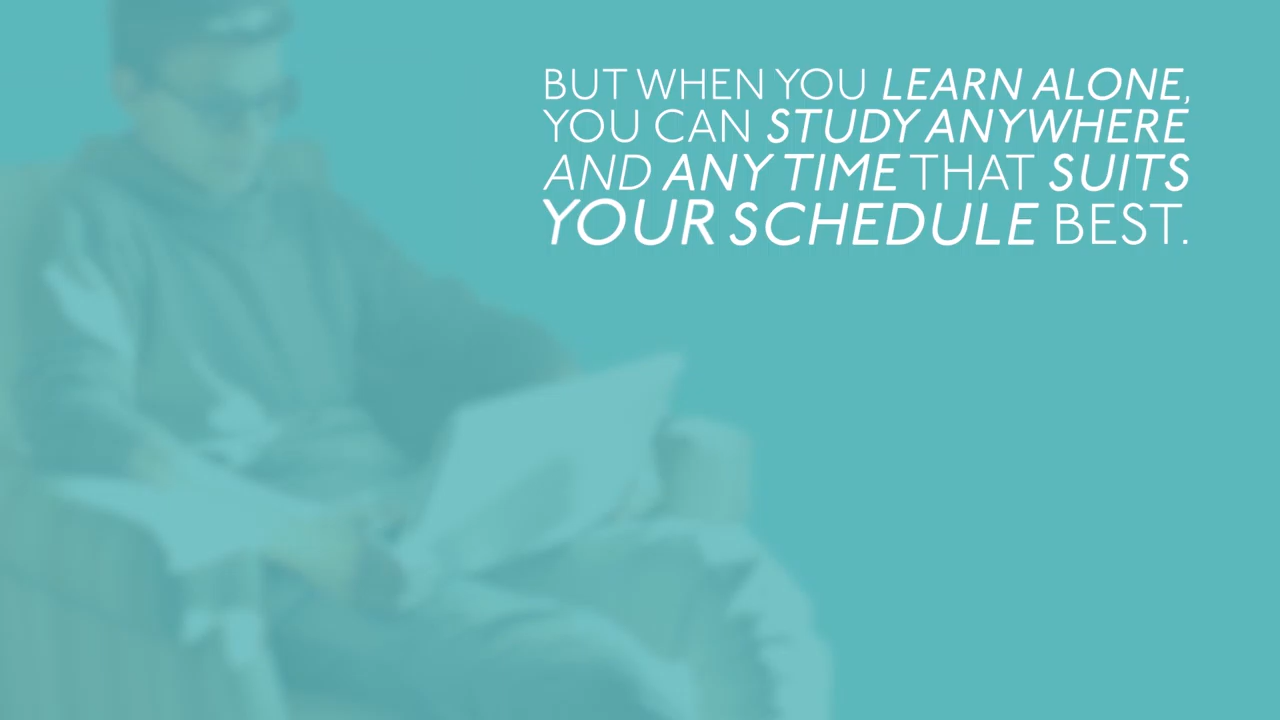 BUT WHEN YOU LEARN ALONE,
YOU CAN STUDY ANYWHERE
AND ANY TIME THAT SUITS
YOUR SCHEDULE BEST.